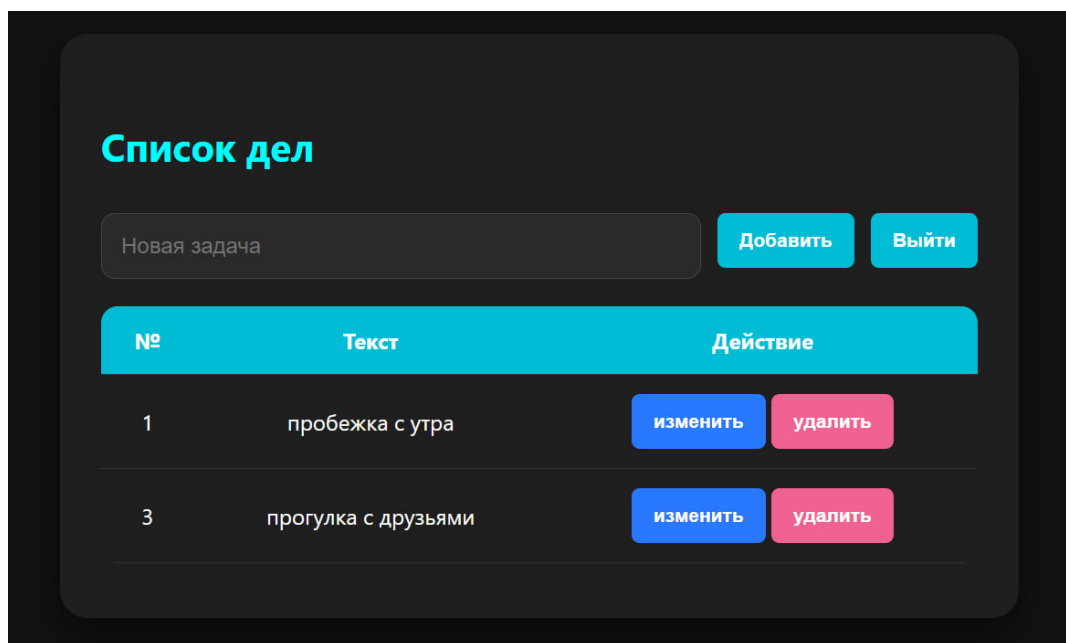 Список дел
Новая задача Добавить Выйти
№ Текст Действие
1 пробежка с утра изменить удалить
3 прогулка с друзьями изменить удалить